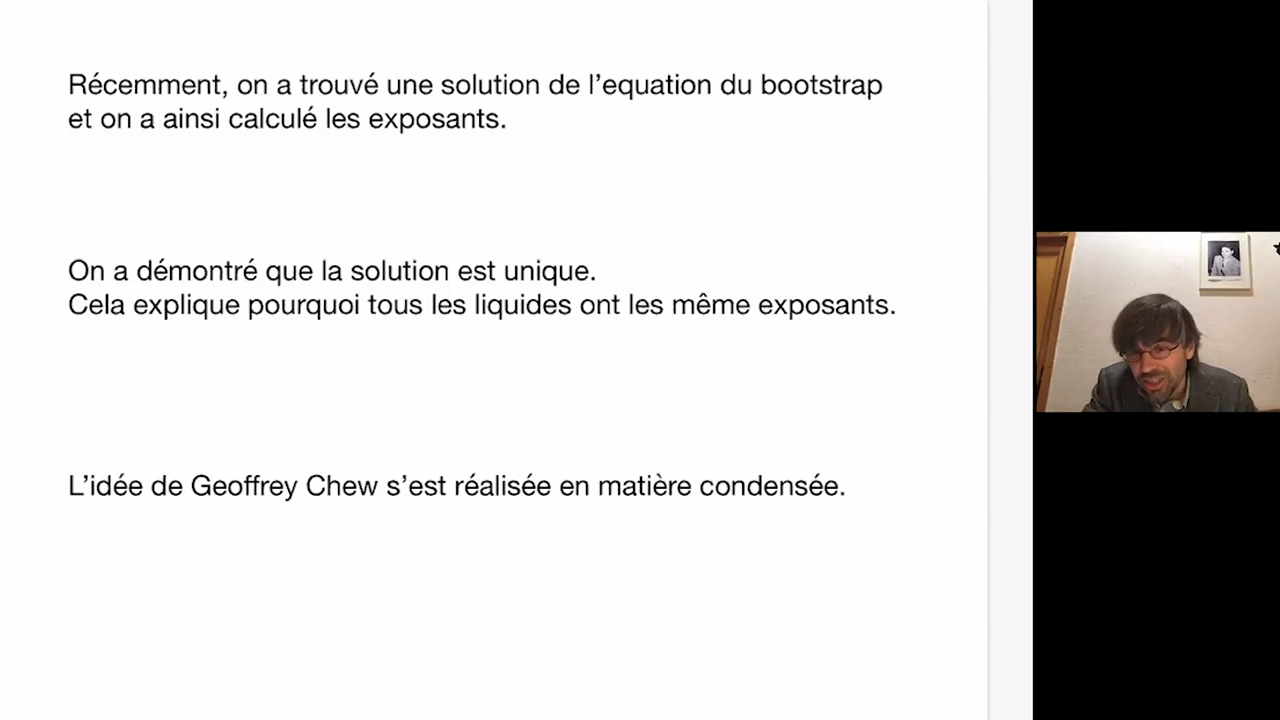 Récemment, on a trouvé une solution de l’equation du bootstrap
et on a ainsi calculé les exposants.
On a démontré que la solution est unique.
Cela explique pourquoi tous les liquides ont les même exposants.
L’idée de Geoffrey Chew s’est réalisée en matière condensée.